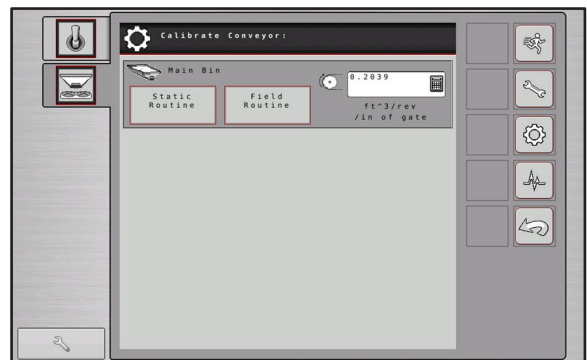 Calibrate Conveyor:
Main Bin
0.2039
Static
Routine
Field
Routine
ft^3/rev
/in of gate